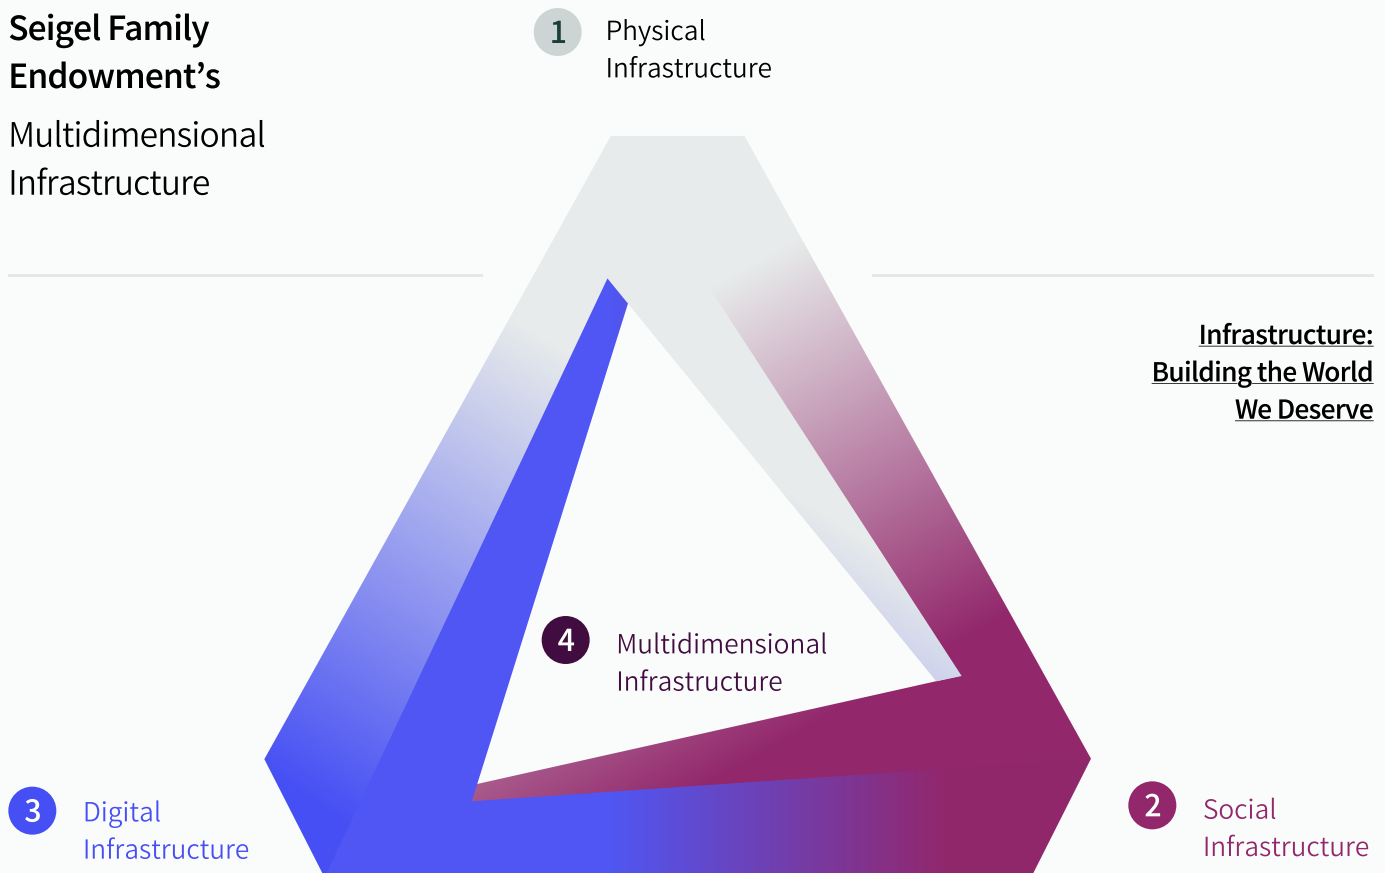 Seigel Family
Endowment’s
Multidimensional
Infrastructure
1
Physical
Infrastructure
Infrastructure:
Building the World
We Deserve
4
Multidimensional
Infrastructure
3
Digital
Infrastructure
2
Social
Infrastructure